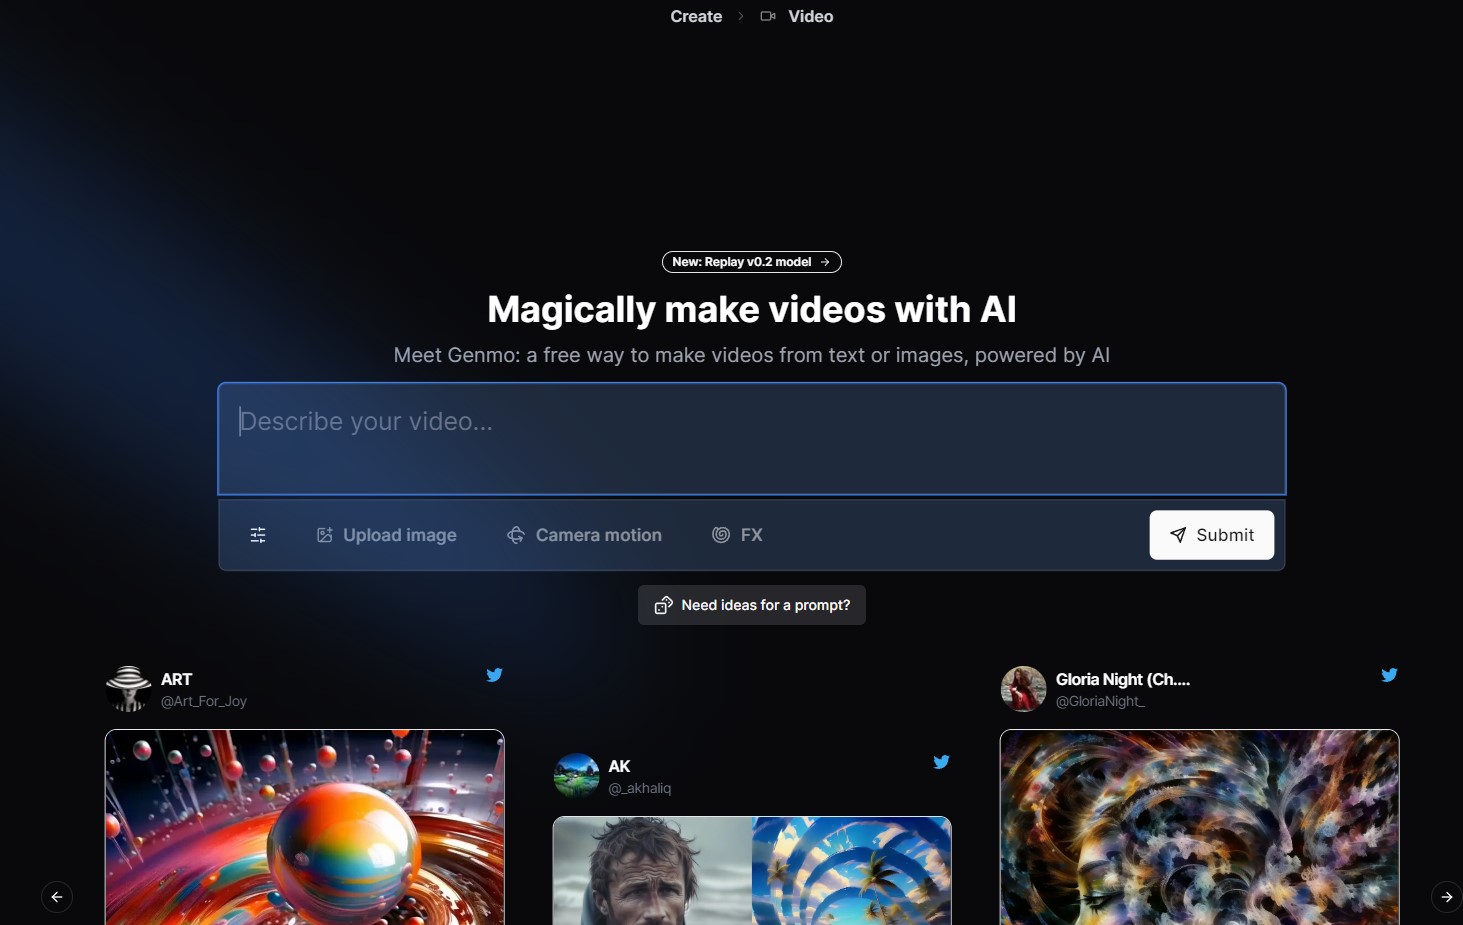 Create > Video
New: Replay v0.2 model →
Magically make videos with AI
Meet Genmo: a free way to make videos from text or images, powered by AI
Describe your video...
Upload image
Camera motion
FX
Submit
Need ideas for a prompt?
ART
@Art_For_Joy
AK
@_akhaliq
Gloria Night (Ch....
@GloriaNight_